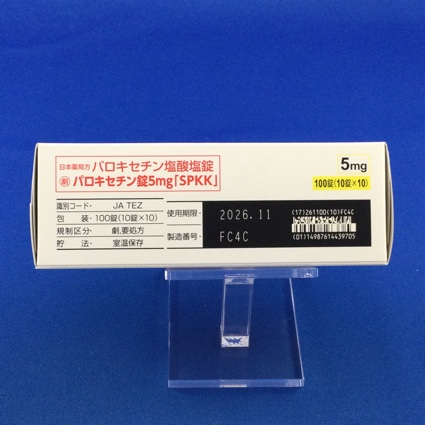 日本薬局方 パロキセチン塩酸塩錠
劇 パロキセチン錠5mg「SPKK」
5mg
100錠(10錠×10)
識別コード: JA TEZ
包 装: 100錠(10錠×10)
規制区分: 劇,要処方
貯 法: 室温保存
使用期限: 2026.11
製造番号: FC4C
(17)261100(10)FC4C
(01)14987614439705